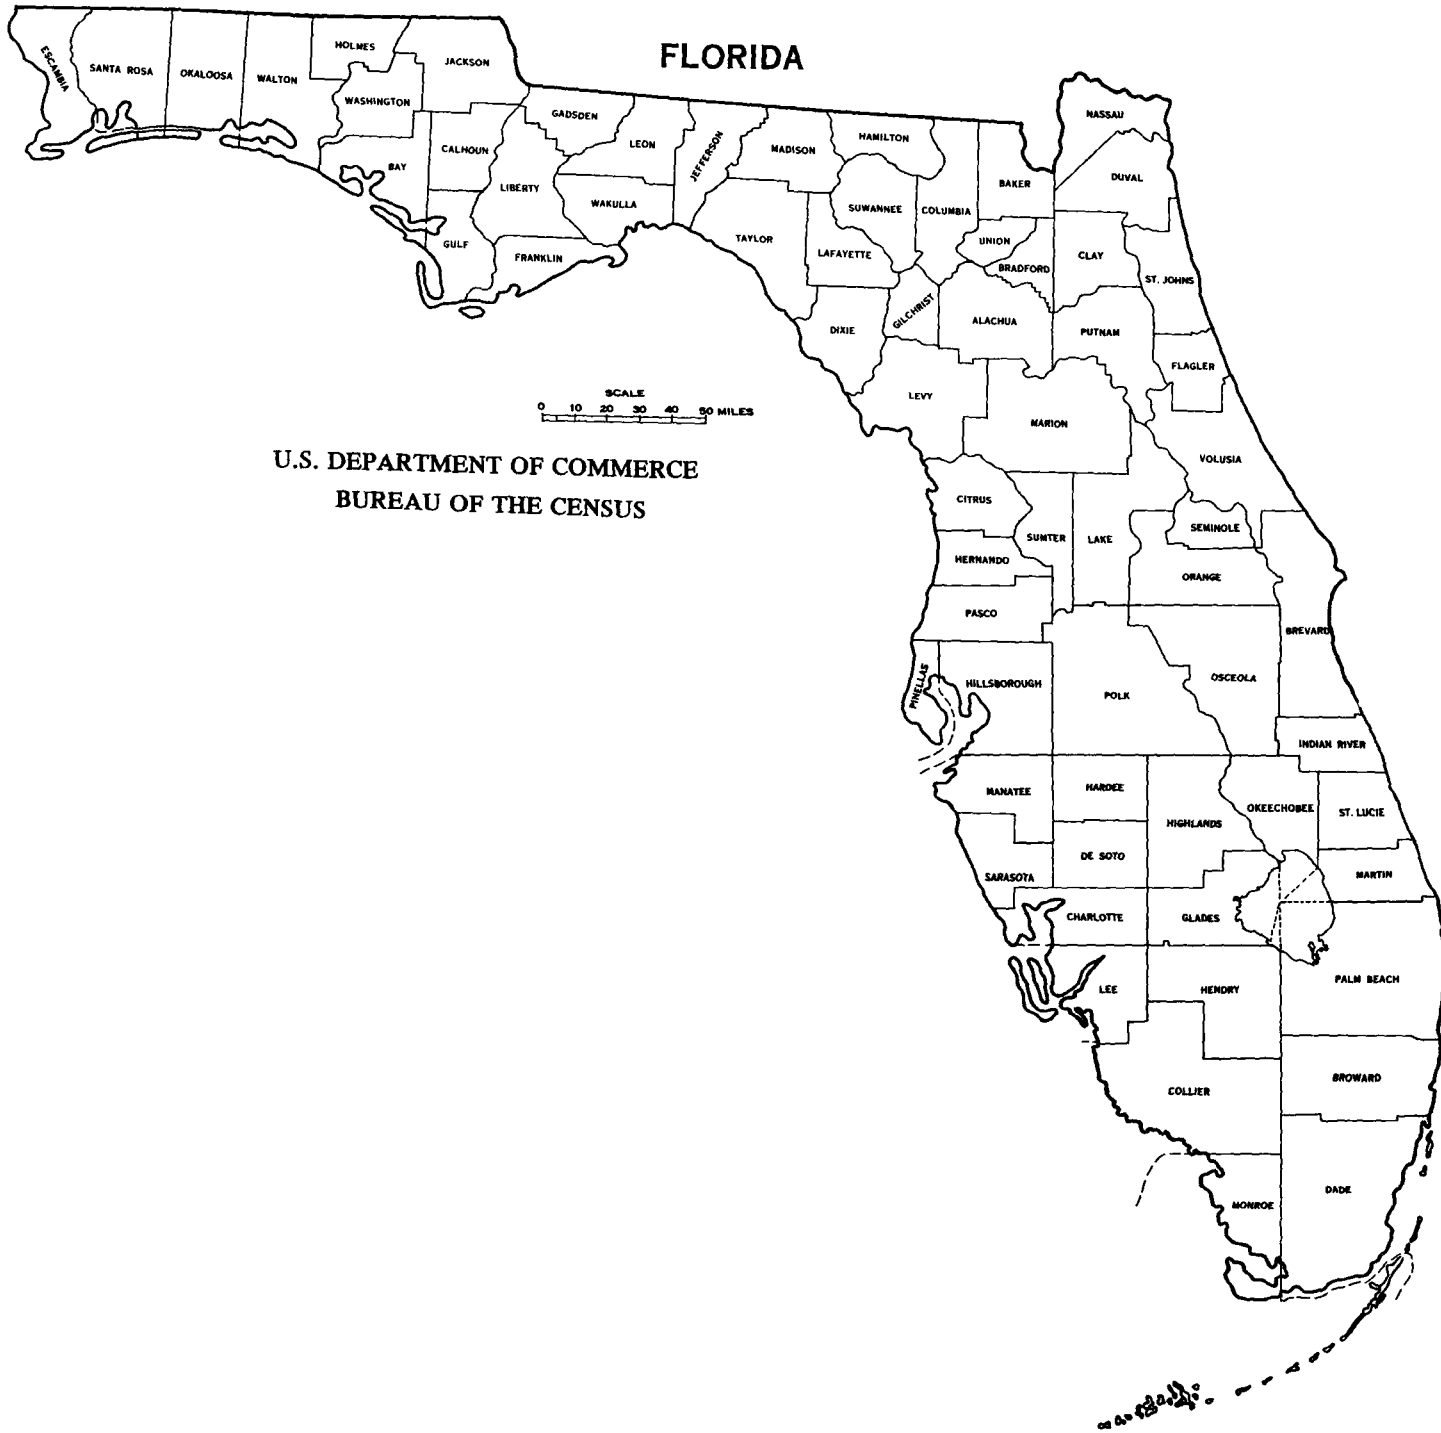 FLORIDA
ESCAMBIA
SANTA ROSA
OKALOOSA
WALTON
HOLMES
JACKSON
WASHINGTON
BAY
CALHOUN
GULF
LIBERTY
GADSDEN
FRANKLIN
LEON
WAKULLA
JEFFERSON
MADISON
TAYLOR
HAMILTON
SUWANNEE
LAFAYETTE
COLUMBIA
DIXIE
GILCHRIST
BAKER
NASSAU
DUVAL
UNION
BRADFORD
CLAY
ST. JOHNS
ALACHUA
PUTNAM
FLAGLER
LEVY
MARION
VOLUSIA
SCALE
0 10 20 30 40 50 MILES
U.S. DEPARTMENT OF COMMERCE
BUREAU OF THE CENSUS
CITRUS
SUMTER
LAKE
SEMINOLE
HERNANDO
ORANGE
PASCO
BREVARD
PINELLAS
HILLSBOROUGH
POLK
OSCEOLA
INDIAN RIVER
MANATEE
HARDEE
HIGHLANDS
OKEECHOBEE
ST. LUCIE
SARASOTA
DE SOTO
MARTIN
CHARLOTTE
GLADES
LEE
HENDRY
PALM BEACH
COLLIER
BROWARD
MONROE
DADE